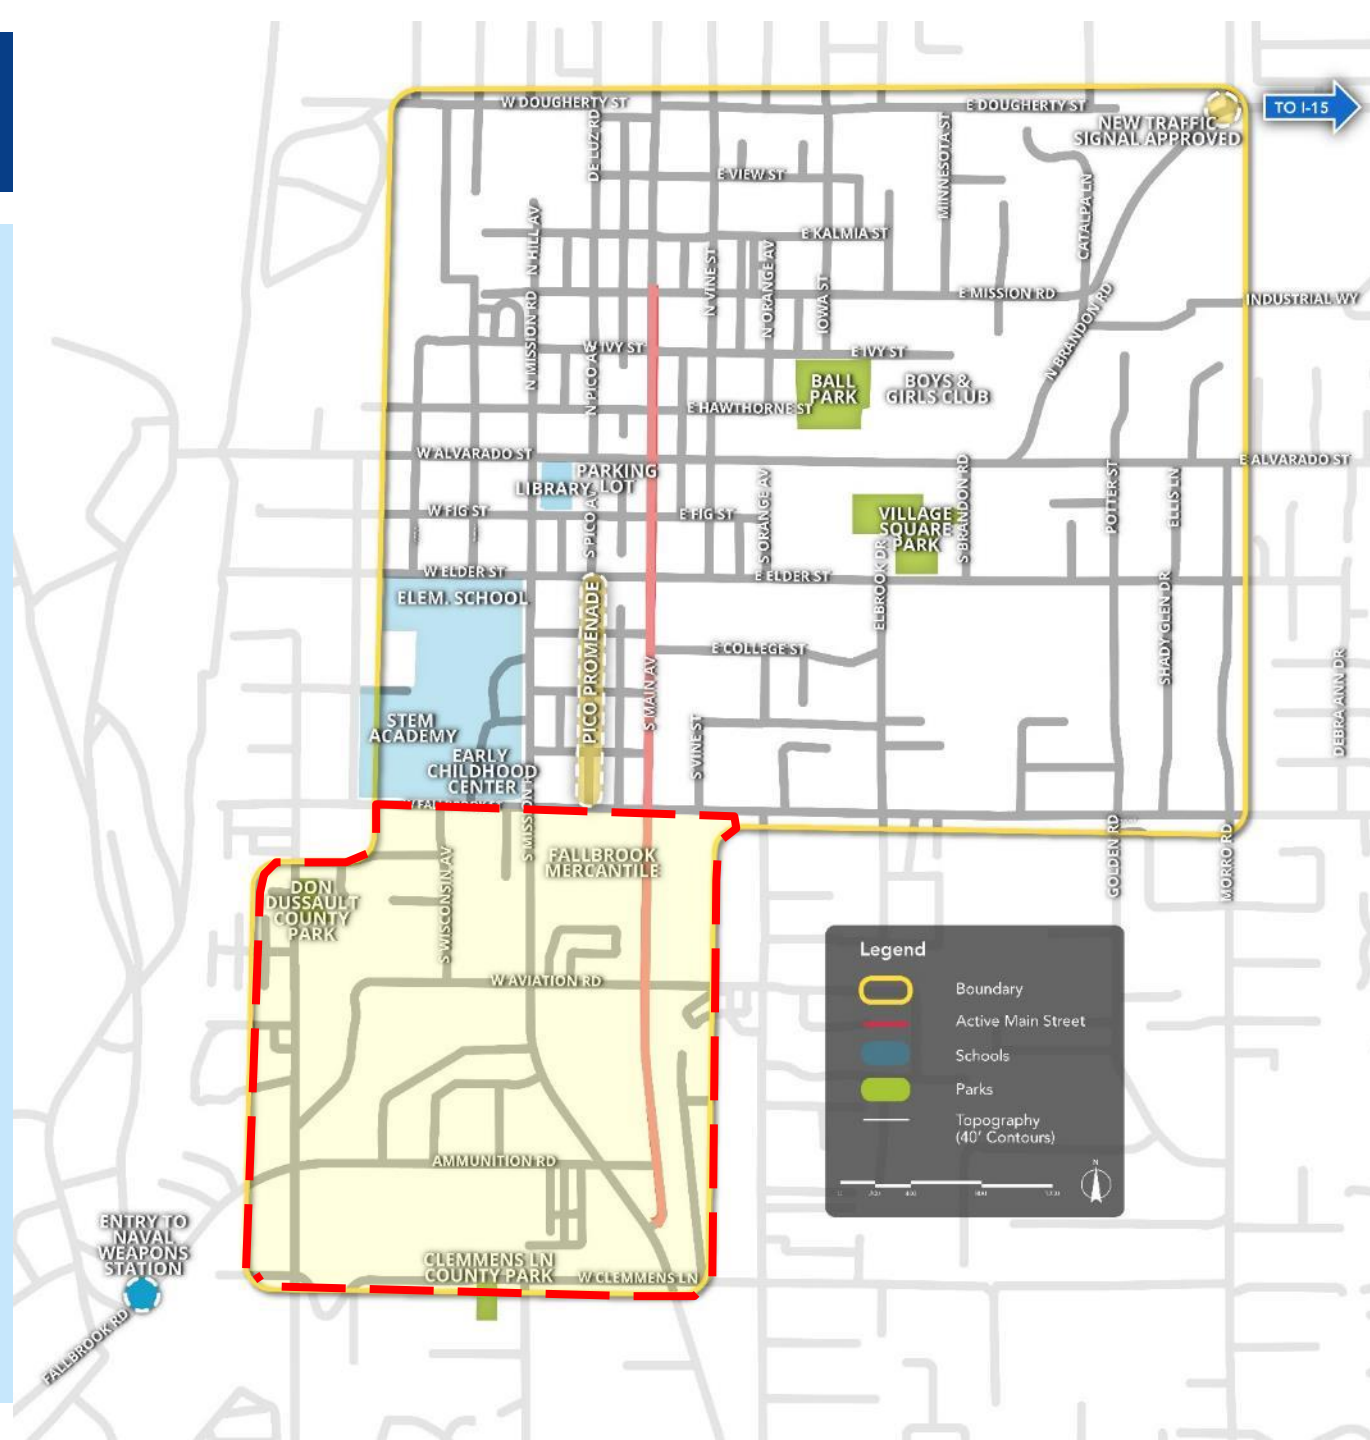 W DOUGHERTY ST
E DOUGHERTY ST
TO I-15
NEW TRAFFIC
SIGNAL APPROVED
DE LUZ RD
MINNESOTA ST
E VIEW ST
CATALPA LN
N HILL AV
E KALMIA ST
N VINE ST
N ORANGE AV
IOWA ST
E MISSION RD
INDUSTRIAL WY
N MISSION RD
N BRANDON RD
W IVY ST
E IVY ST
N PICO AV
BALL
PARK
BOYS &
GIRLS CLUB
E HAWTHORNE ST
W ALVARADO ST
E ALVARADO ST
PARKING
LOT
LIBRARY
S ORANGE AV
S BRANDON RD
POTTER ST
ELLIS LN
W FIG ST
S PICO AV
E FIG ST
VILLAGE
SQUARE
PARK
W ELDER ST
E ELDER ST
ELBROOK DR
SHADY GLEN DR
ELEM. SCHOOL
PICO PROMENADE
E COLLEGE ST
S MAIN AV
DEBRA ANN DR
STEM
ACADEMY
S VINE ST
EARLY
CHILDHOOD
CENTER
S MISSION RD
GOLDEN RD
MORRO RD
FALLBROOK
MERCANTILE
DON
DUSSAULT
COUNTY
PARK
S WISCONSIN AV
W AVIATION RD
Legend
Boundary
Active Main Street
Schools
Parks
Topography
(40' Contours)
N
AMMUNITION RD
ENTRY TO
NAVAL
WEAPONS
STATION
CLEMMENS LN
COUNTY PARK
W CLEMMENS LN
FALLBROOK RD